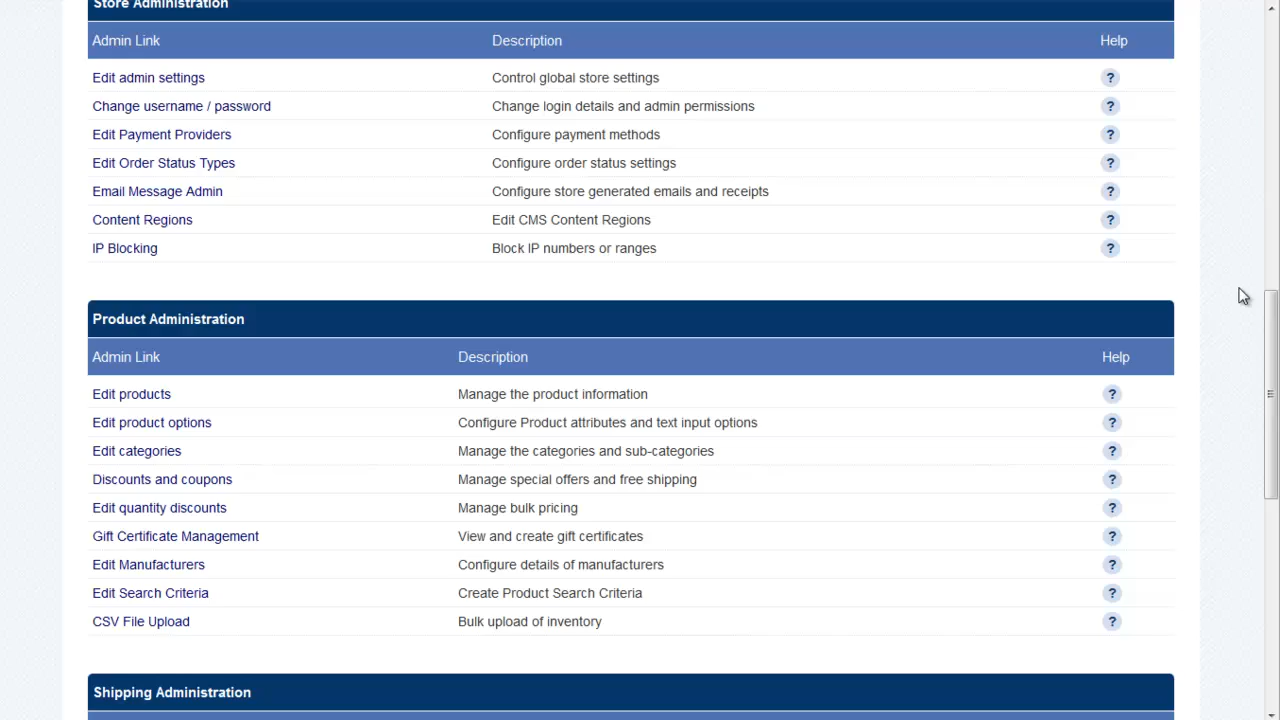 Store Administration
Admin Link Description Help
Edit admin settings Control global store settings ?
Change username / password Change login details and admin permissions ?
Edit Payment Providers Configure payment methods ?
Edit Order Status Types Configure order status settings ?
Email Message Admin Configure store generated emails and receipts ?
Content Regions Edit CMS Content Regions ?
IP Blocking Block IP numbers or ranges ?
Product Administration
Admin Link Description Help
Edit products Manage the product information ?
Edit product options Configure Product attributes and text input options ?
Edit categories Manage the categories and sub-categories ?
Discounts and coupons Manage special offers and free shipping ?
Edit quantity discounts Manage bulk pricing ?
Gift Certificate Management View and create gift certificates ?
Edit Manufacturers Configure details of manufacturers ?
Edit Search Criteria Create Product Search Criteria ?
CSV File Upload Bulk upload of inventory ?
Shipping Administration